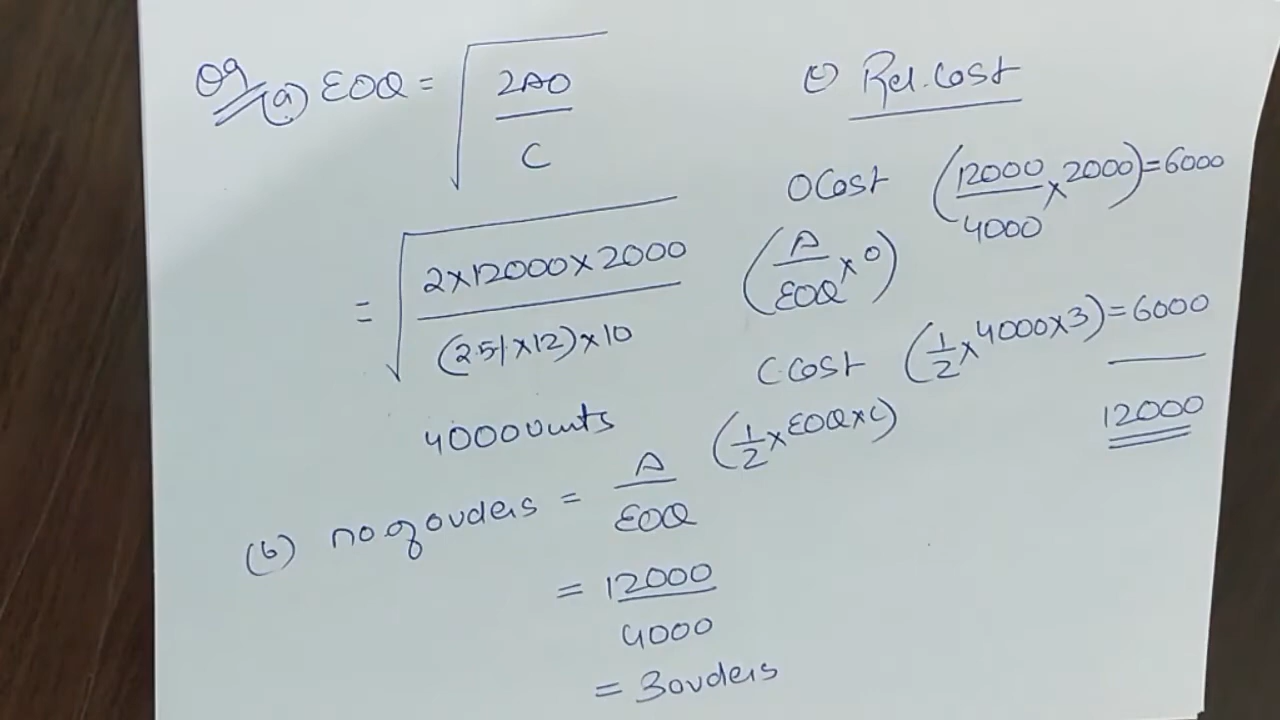 Q9 (a) EOQ = √(2AO / C)
= √(2×12000×2000 / (2.5%×12)×10)
4000 units
(b) no of orders = A / EOQ
= 12000 / 4000
= 3 orders
(c) Rel. Cost
O Cost (12000 / 4000 × 2000) = 6000
(A / EOQ × O)
C. Cost (1/2 × 4000 × 3) = 6000
(1/2 × EOQ × C)
12000